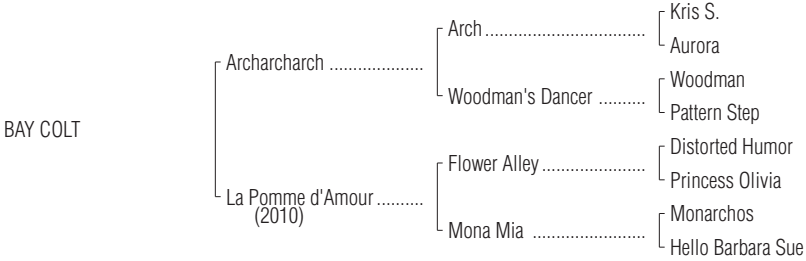 Kris S.
Arch ..................................
Aurora
Archarcharch ....................
Woodman
Woodman's Dancer ..........
Pattern Step
BAY COLT
Distorted Humor
Flower Alley ......................
Princess Olivia
La Pomme d'Amour ..........
(2010)
Monarchos
Mona Mia ........................
Hello Barbara Sue